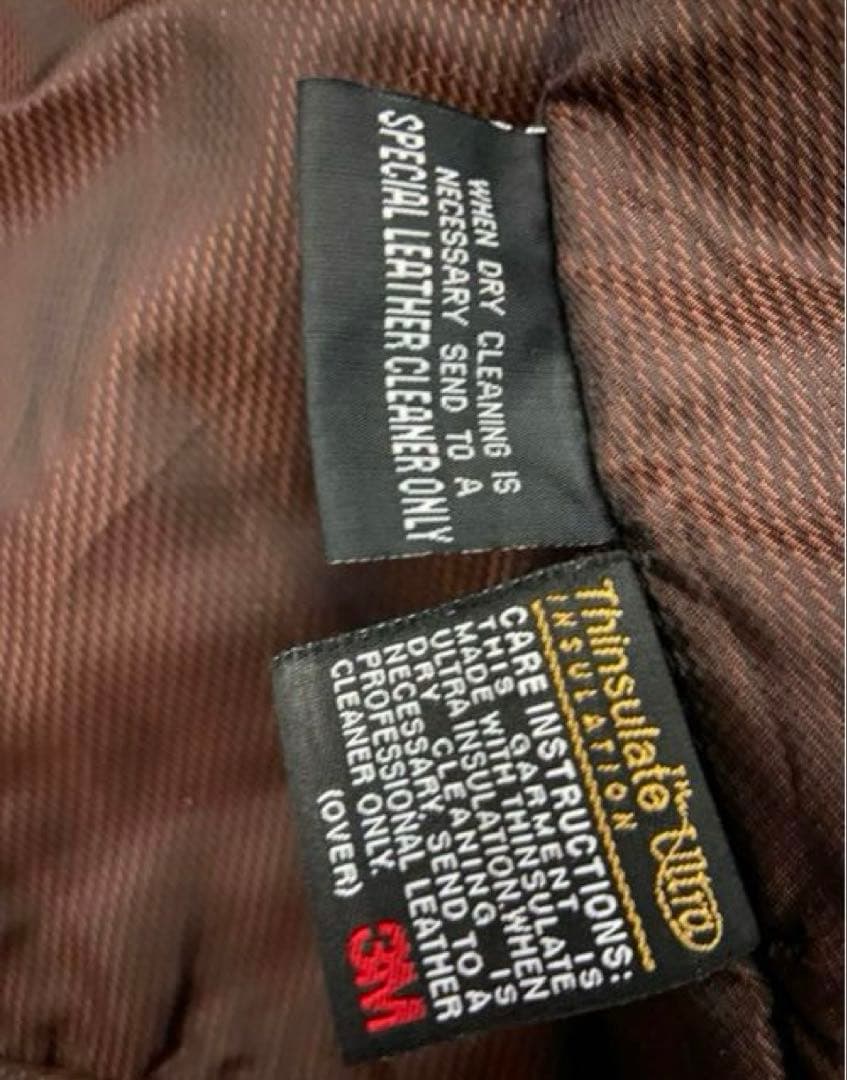 WHEN DRY CLEANING IS
NECESSARY SEND TO A
SPECIAL LEATHER CLEANER ONLY
Thinsulate™ Ultra
INSULATION
CARE INSTRUCTIONS:
THIS GARMENT IS
MADE WITH THINSULATE
ULTRA INSULATION. WHEN
DRY CLEANING IS
NECESSARY, SEND TO A
PROFESSIONAL LEATHER
CLEANER ONLY.
(OVER)
3M